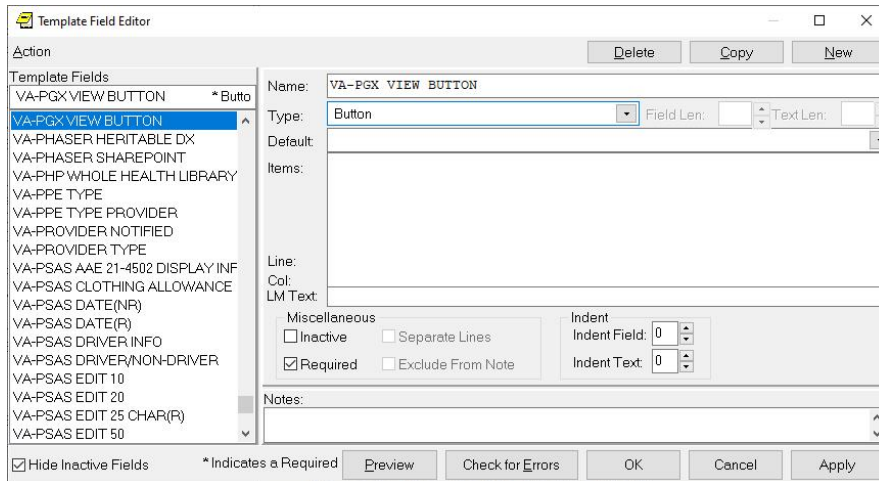 Template Field Editor
Action
Delete
Copy
New
Template Fields
VA-PGX VIEW BUTTON * Butto
VA-PGX VIEW BUTTON
VA-PHASER HERITABLE DX
VA-PHASER SHAREPOINT
VA-PHP WHOLE HEALTH LIBRARY
VA-PPE TYPE
VA-PPE TYPE PROVIDER
VA-PROVIDER NOTIFIED
VA-PROVIDER TYPE
VA-PSAS AAE 21-4502 DISPLAY INF
VA-PSAS CLOTHING ALLOWANCE
VA-PSAS DATE(NR)
VA-PSAS DATE(R)
VA-PSAS DRIVER INFO
VA-PSAS DRIVER/NON-DRIVER
VA-PSAS EDIT 10
VA-PSAS EDIT 20
VA-PSAS EDIT 25 CHAR(R)
VA-PSAS EDIT 50
Name: VA-PGX VIEW BUTTON
Type: Button Field Len: Text Len:
Default:
Items:
Line:
Col:
LM Text:
Miscellaneous
Inactive Separate Lines
Required Exclude From Note
Indent
Indent Field: 0
Indent Text: 0
Notes:
Hide Inactive Fields * Indicates a Required Preview Check for Errors OK Cancel Apply